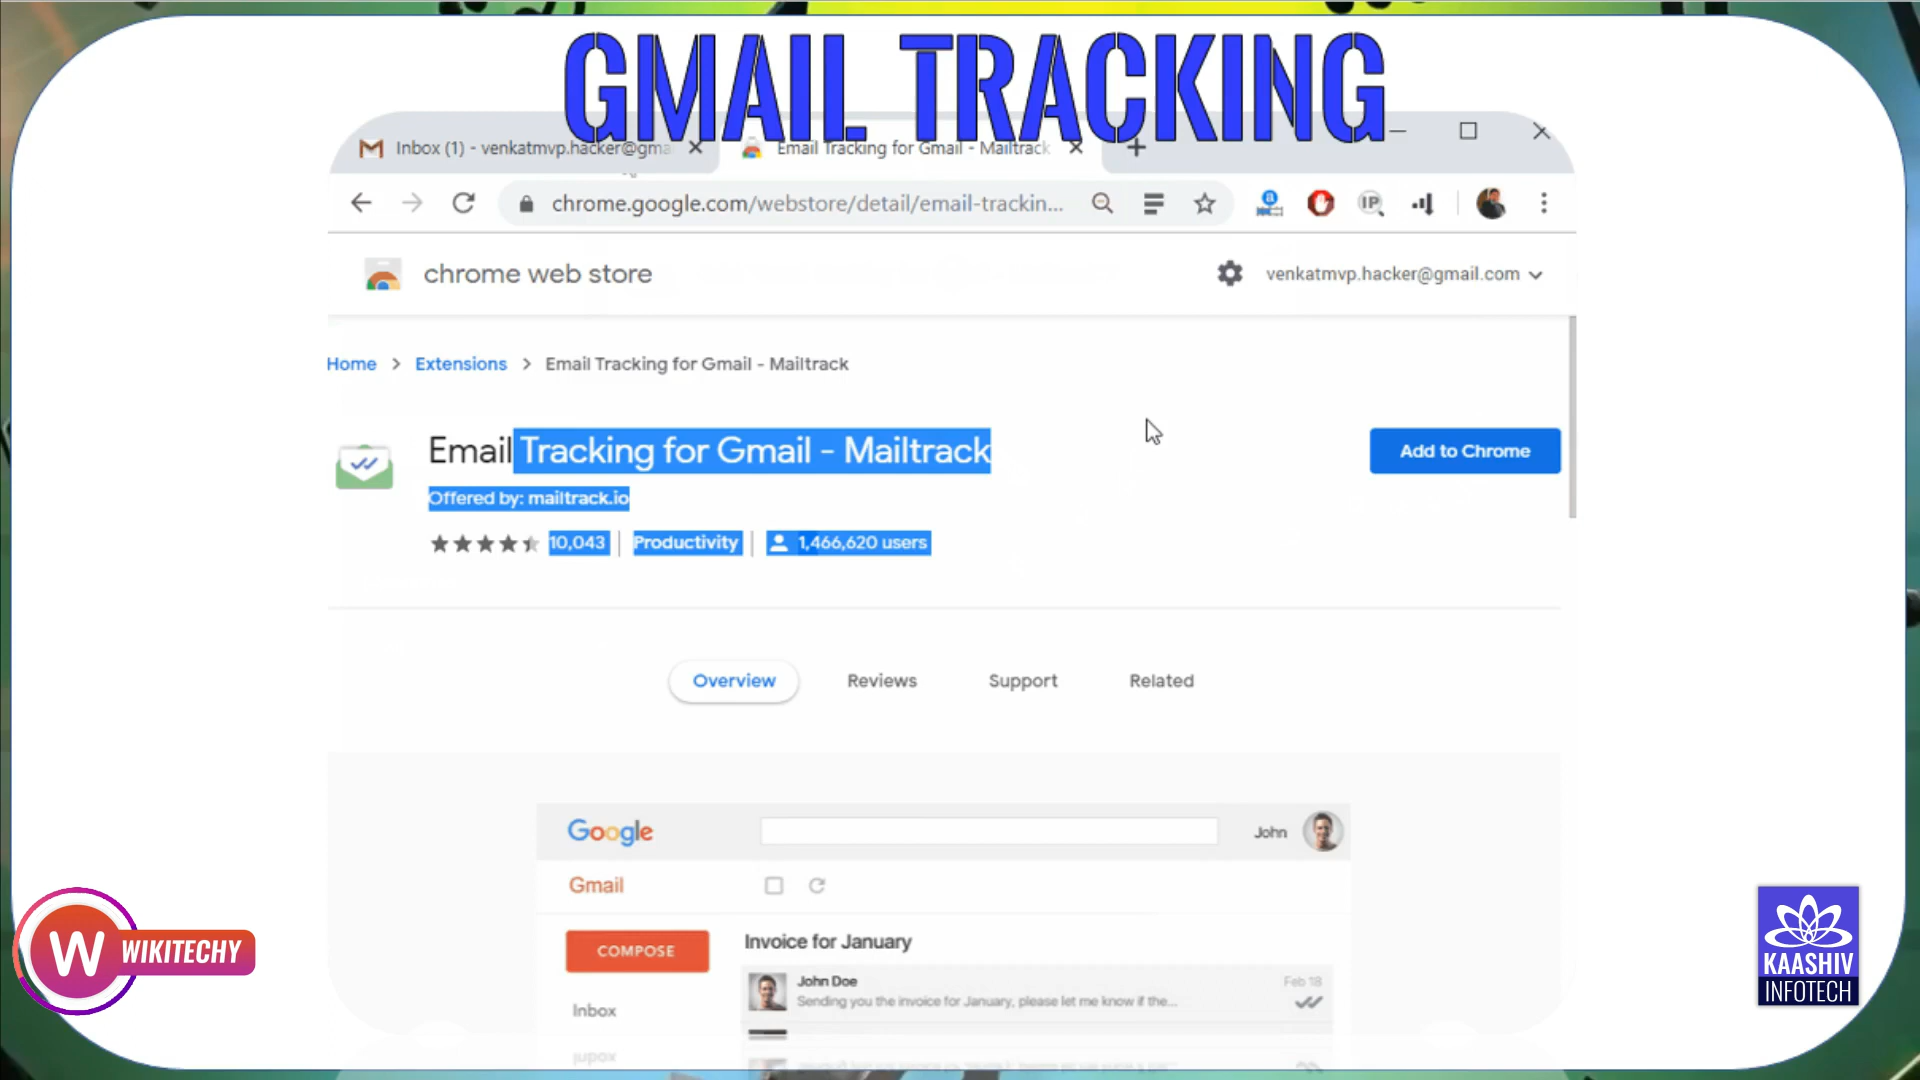 GMAIL TRACKING
Inbox (1) - venkatmvp.hacker@gma
Email Tracking for Gmail - Mailtrack
chrome.google.com/webstore/detail/email-trackin...
IP
chrome web store
venkatmvp.hacker@gmail.com
Home > Extensions > Email Tracking for Gmail - Mailtrack
Email Tracking for Gmail - Mailtrack
Add to Chrome
Offered by: mailtrack.io
10,043 | Productivity | 1,466,620 users
Overview
Reviews
Support
Related
Google
John
Gmail
COMPOSE
Invoice for January
John Doe
Feb 18
Sending you the invoice for January, please let me know if the...
Inbox
W WIKITECHY
KAASHIV
INFOTECH